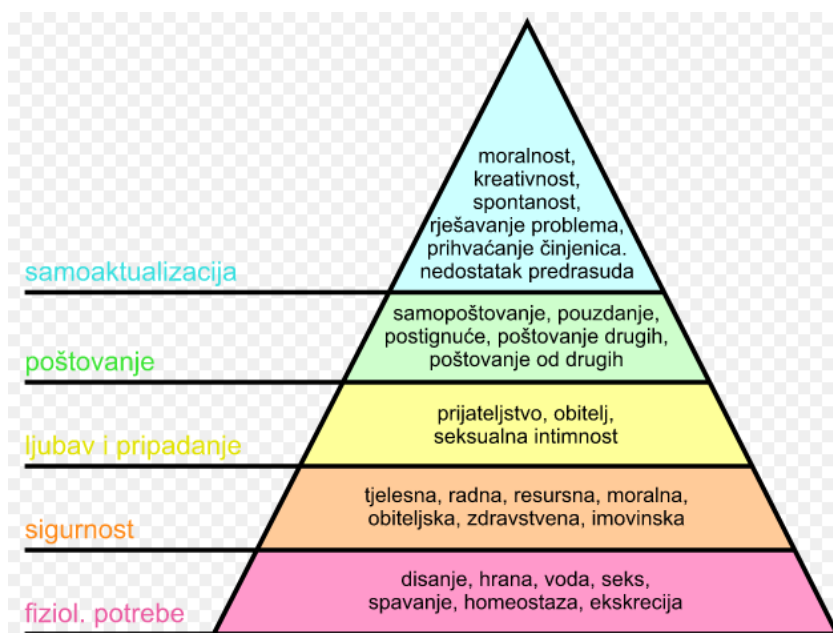 moralnost,
kreativnost,
spontanost,
rješavanje problema,
prihvaćanje činjenica.
nedostatak predrasuda
samoaktualizacija
samopoštovanje, pouzdanje,
postignuće, poštovanje drugih,
poštovanje od drugih
poštovanje
prijateljstvo, obitelj,
seksualna intimnost
ljubav i pripadanje
tjelesna, radna, resursna, moralna,
obiteljska, zdravstvena, imovinska
sigurnost
disanje, hrana, voda, seks,
spavanje, homeostaza, ekskrecija
fiziol. potrebe